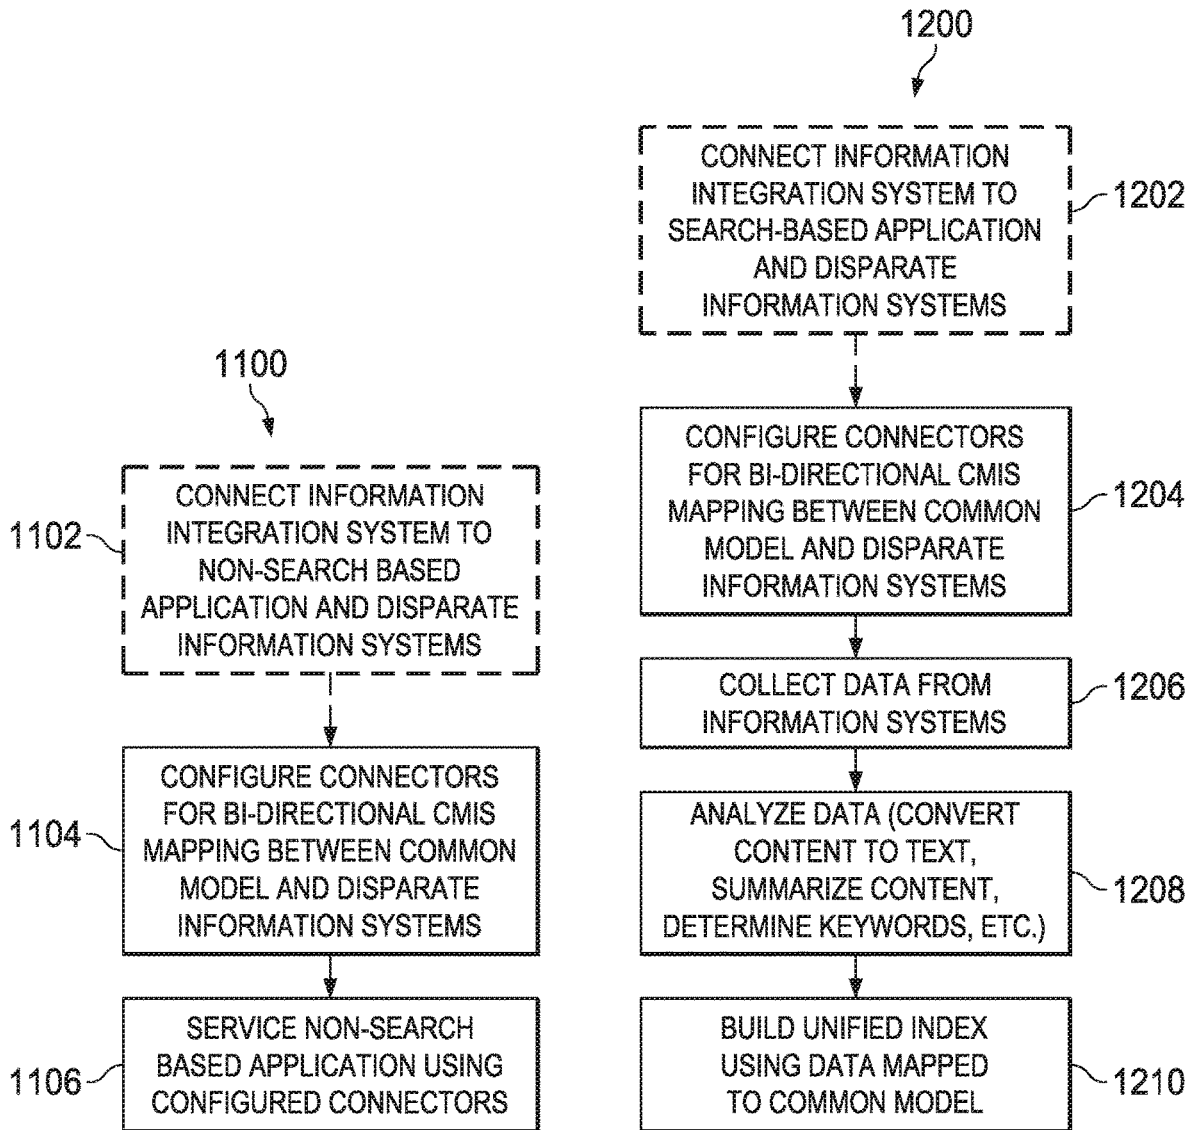 1100
1102
CONNECT INFORMATION
INTEGRATION SYSTEM TO
NON-SEARCH BASED
APPLICATION AND DISPARATE
INFORMATION SYSTEMS
1104
CONFIGURE CONNECTORS
FOR BI-DIRECTIONAL CMIS
MAPPING BETWEEN COMMON
MODEL AND DISPARATE
INFORMATION SYSTEMS
1106
SERVICE NON-SEARCH
BASED APPLICATION USING
CONFIGURED CONNECTORS
1200
CONNECT INFORMATION
INTEGRATION SYSTEM TO
SEARCH-BASED APPLICATION
AND DISPARATE
INFORMATION SYSTEMS
1202
CONFIGURE CONNECTORS
FOR BI-DIRECTIONAL CMIS
MAPPING BETWEEN COMMON
MODEL AND DISPARATE
INFORMATION SYSTEMS
1204
COLLECT DATA FROM
INFORMATION SYSTEMS
1206
ANALYZE DATA (CONVERT
CONTENT TO TEXT,
SUMMARIZE CONTENT,
DETERMINE KEYWORDS, ETC.)
1208
BUILD UNIFIED INDEX
USING DATA MAPPED
TO COMMON MODEL
1210